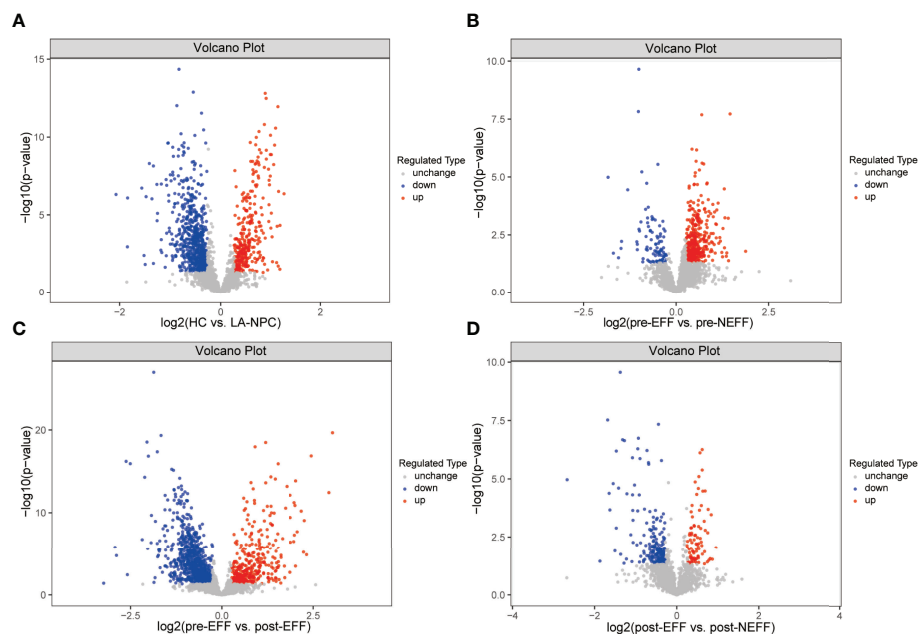 A
Volcano Plot
15
10
5
0
−log10(p−value)
−2
0
2
log2(HC vs. LA-NPC)
Regulated Type
unchange
down
up
B
Volcano Plot
10.0
7.5
5.0
2.5
0.0
−log10(p−value)
−2.5
0.0
2.5
log2(pre-EFF vs. pre-NEFF)
Regulated Type
unchange
down
up
C
Volcano Plot
20
10
0
−log10(p−value)
−2.5
0.0
2.5
log2(pre-EFF vs. post-EFF)
Regulated Type
unchange
down
up
D
Volcano Plot
10.0
7.5
5.0
2.5
0.0
−log10(p−value)
−4
−2
0
2
4
log2(post-EFF vs. post-NEFF)
Regulated Type
unchange
down
up